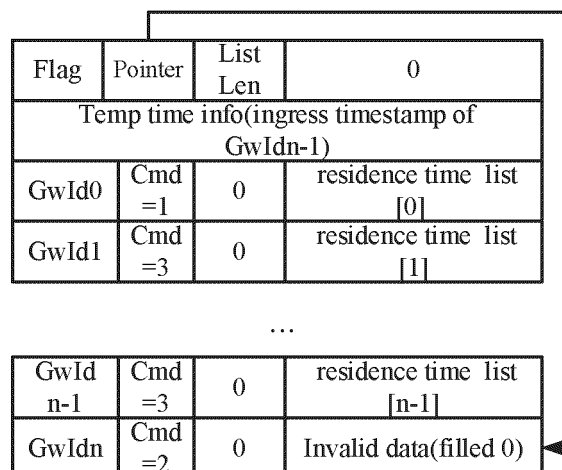 Flag Pointer List Len 0
Temp time info(ingress timestamp of
GwIdn-1)
GwId0 Cmd =1 0 residence time list [0]
GwId1 Cmd =3 0 residence time list [1]
...
GwId n-1 Cmd =3 0 residence time list [n-1]
GwIdn Cmd =2 0 Invalid data(filled 0)